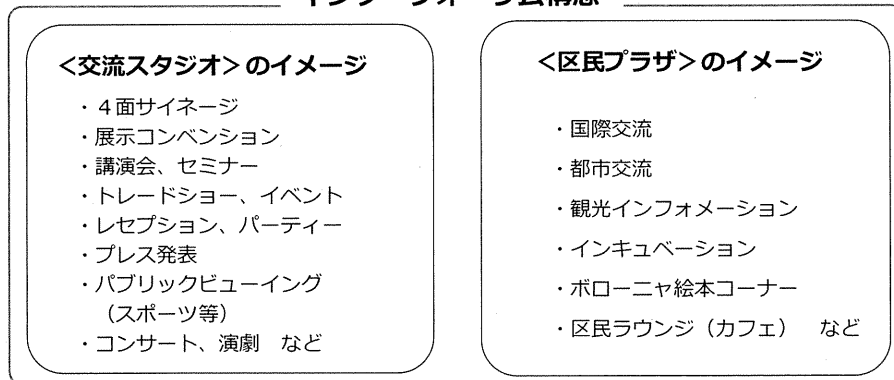 ＜交流スタジオ＞のイメージ
・４面サイネージ
・展示コンベンション
・講演会、セミナー
・トレードショー、イベント
・レセプション、パーティー
・プレス発表
・パブリックビューイング
（スポーツ等）
・コンサート、演劇　など
＜区民プラザ＞のイメージ
・国際交流
・都市交流
・観光インフォメーション
・インキュベーション
・ボローニャ絵本コーナー
・区民ラウンジ（カフェ）　など